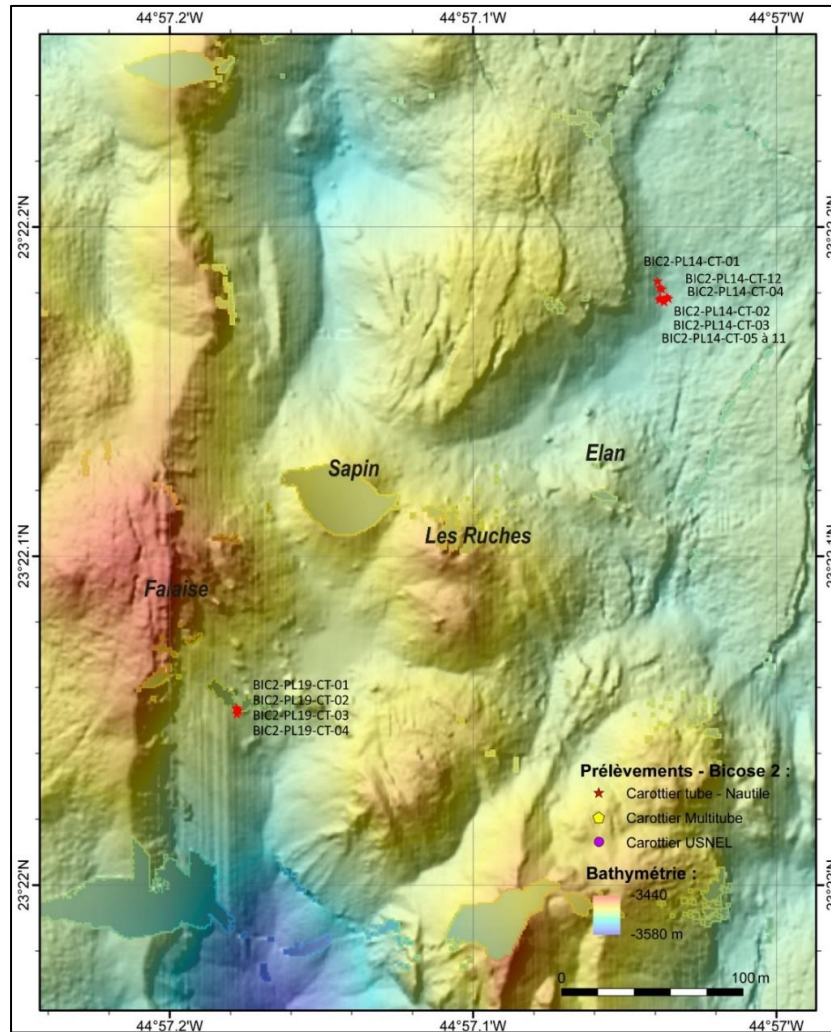 44°57.2'W 44°57.1'W 44°57'W
23°22.2'N 23°22.2'N
BIC2-PL14-CT-01
BIC2-PL14-CT-12
BIC2-PL14-CT-04
BIC2-PL14-CT-02
BIC2-PL14-CT-03
BIC2-PL14-CT-05 à 11
Elan
Sapin
Les Ruches
23°22.1'N 23°22.1'N
Falaise
BIC2-PL19-CT-01
BIC2-PL19-CT-02
BIC2-PL19-CT-03
BIC2-PL19-CT-04
Prélèvements - Bicose 2 :
Carottier tube - Nautile
Carottier Multitube
Carottier USNEL
Bathymétrie :
-3440
-3580 m
23°22'N 23°22'N
0 100 m
44°57.2'W 44°57.1'W 44°57'W